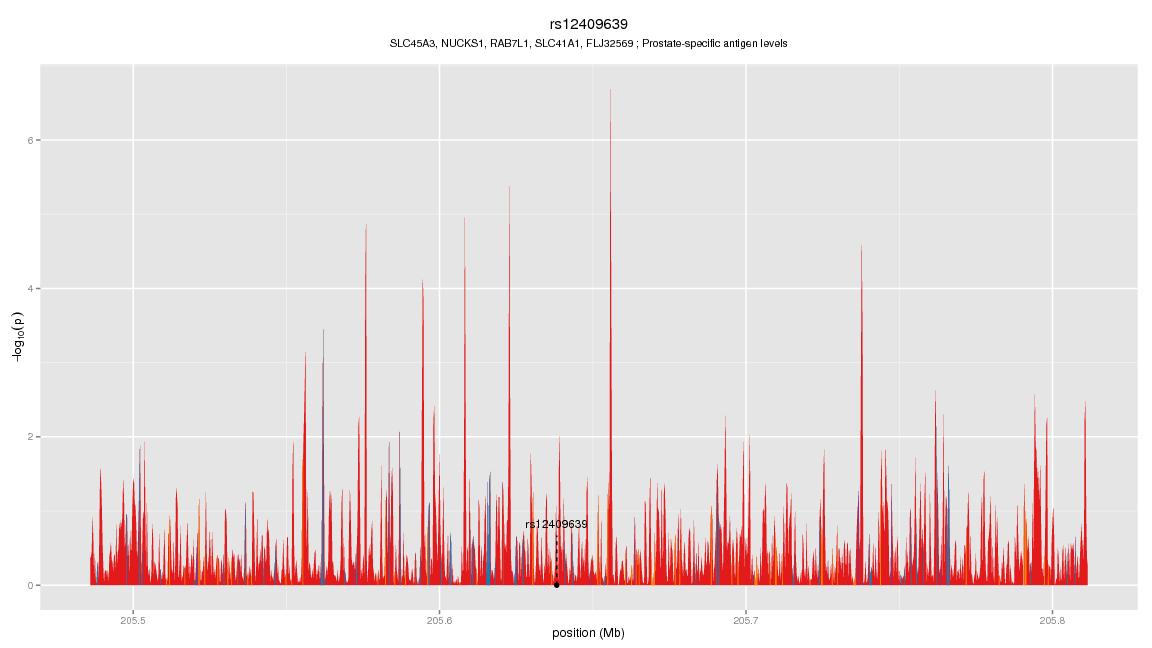 rs12409639
SLC45A3, NUCKS1, RAB7L1, SLC41A1, FLJ32569 ; Prostate-specific antigen levels
6
4
2
0
-log10(p)
rs12409639
205.5 205.6 205.7 205.8
position (Mb)